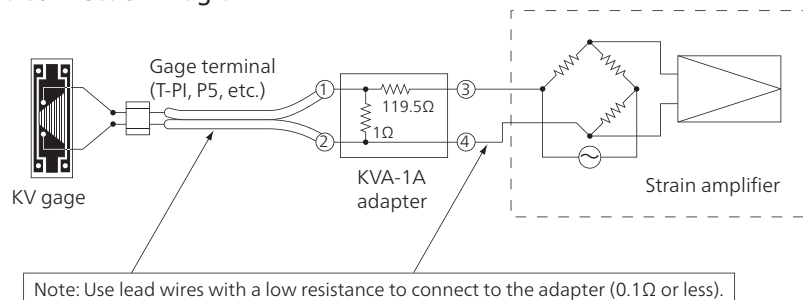 Gage terminal
(T-PI, P5, etc.)
1
3
119.5Ω
1Ω
2
4
KVA-1A
adapter
KV gage
Strain amplifier
Note: Use lead wires with a low resistance to connect to the adapter (0.1Ω or less).